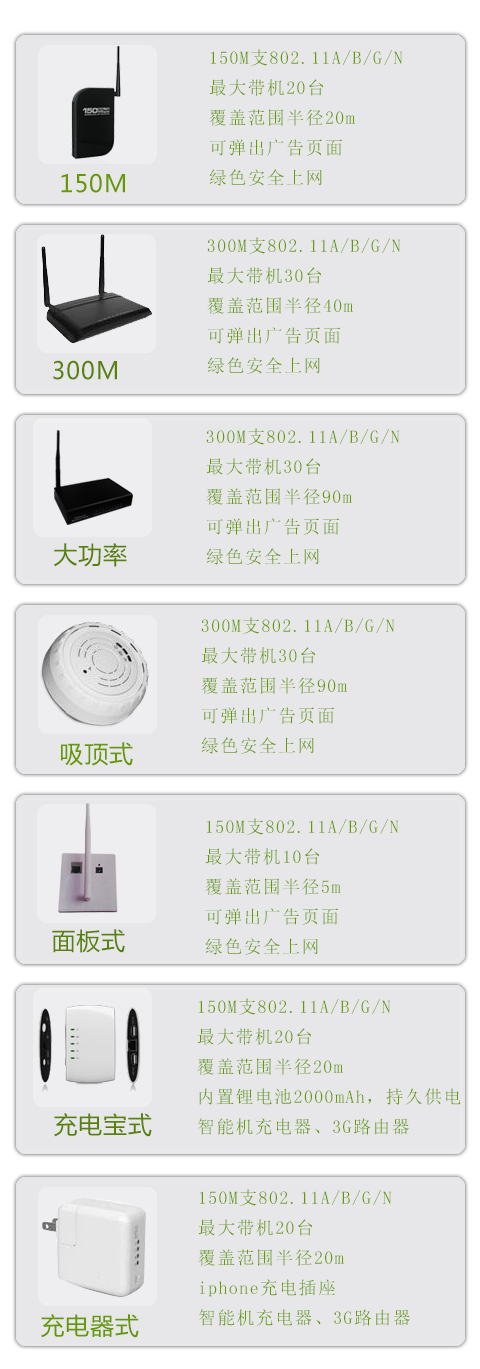 150M支802.11A/B/G/N
最大带机20台
覆盖范围半径20m
可弹出广告页面
绿色安全上网
150
150M
300M支802.11A/B/G/N
最大带机30台
覆盖范围半径40m
可弹出广告页面
绿色安全上网
300M
300M支802.11A/B/G/N
最大带机30台
覆盖范围半径90m
可弹出广告页面
绿色安全上网
大功率
300M支802.11A/B/G/N
最大带机30台
覆盖范围半径90m
可弹出广告页面
绿色安全上网
吸顶式
150M支802.11A/B/G/N
最大带机10台
覆盖范围半径5m
可弹出广告页面
绿色安全上网
面板式
150M支802.11A/B/G/N
最大带机20台
覆盖范围半径20m
内置锂电池2000mAh，持久供电
智能机充电器、3G路由器
充电宝式
150M支802.11A/B/G/N
最大带机20台
覆盖范围半径20m
iphone充电插座
智能机充电器、3G路由器
充电器式